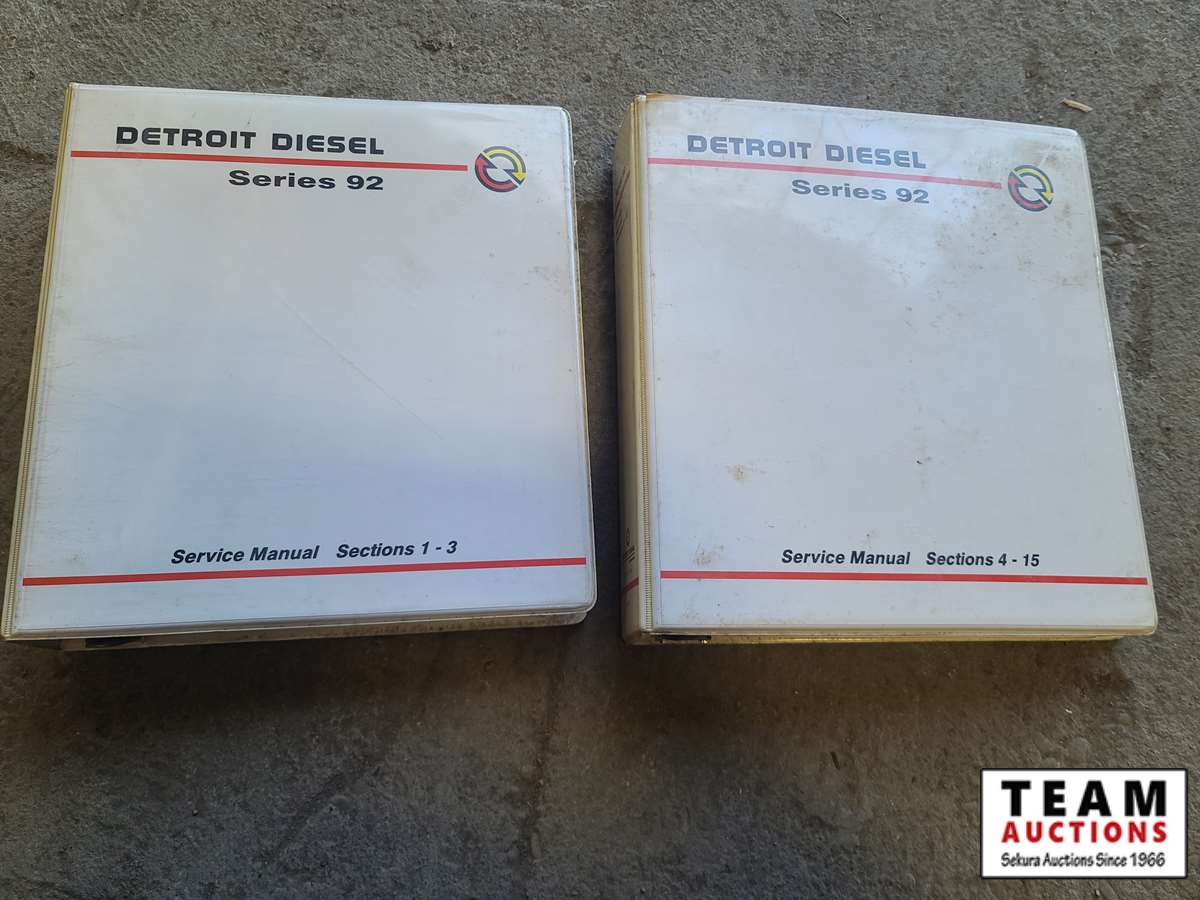 DETROIT DIESEL
Series 92
Service Manual Sections 1 - 3
DETROIT DIESEL
Series 92
Service Manual Sections 4 - 15
TEAM
AUCTIONS
Sekura Auctions Since 1966